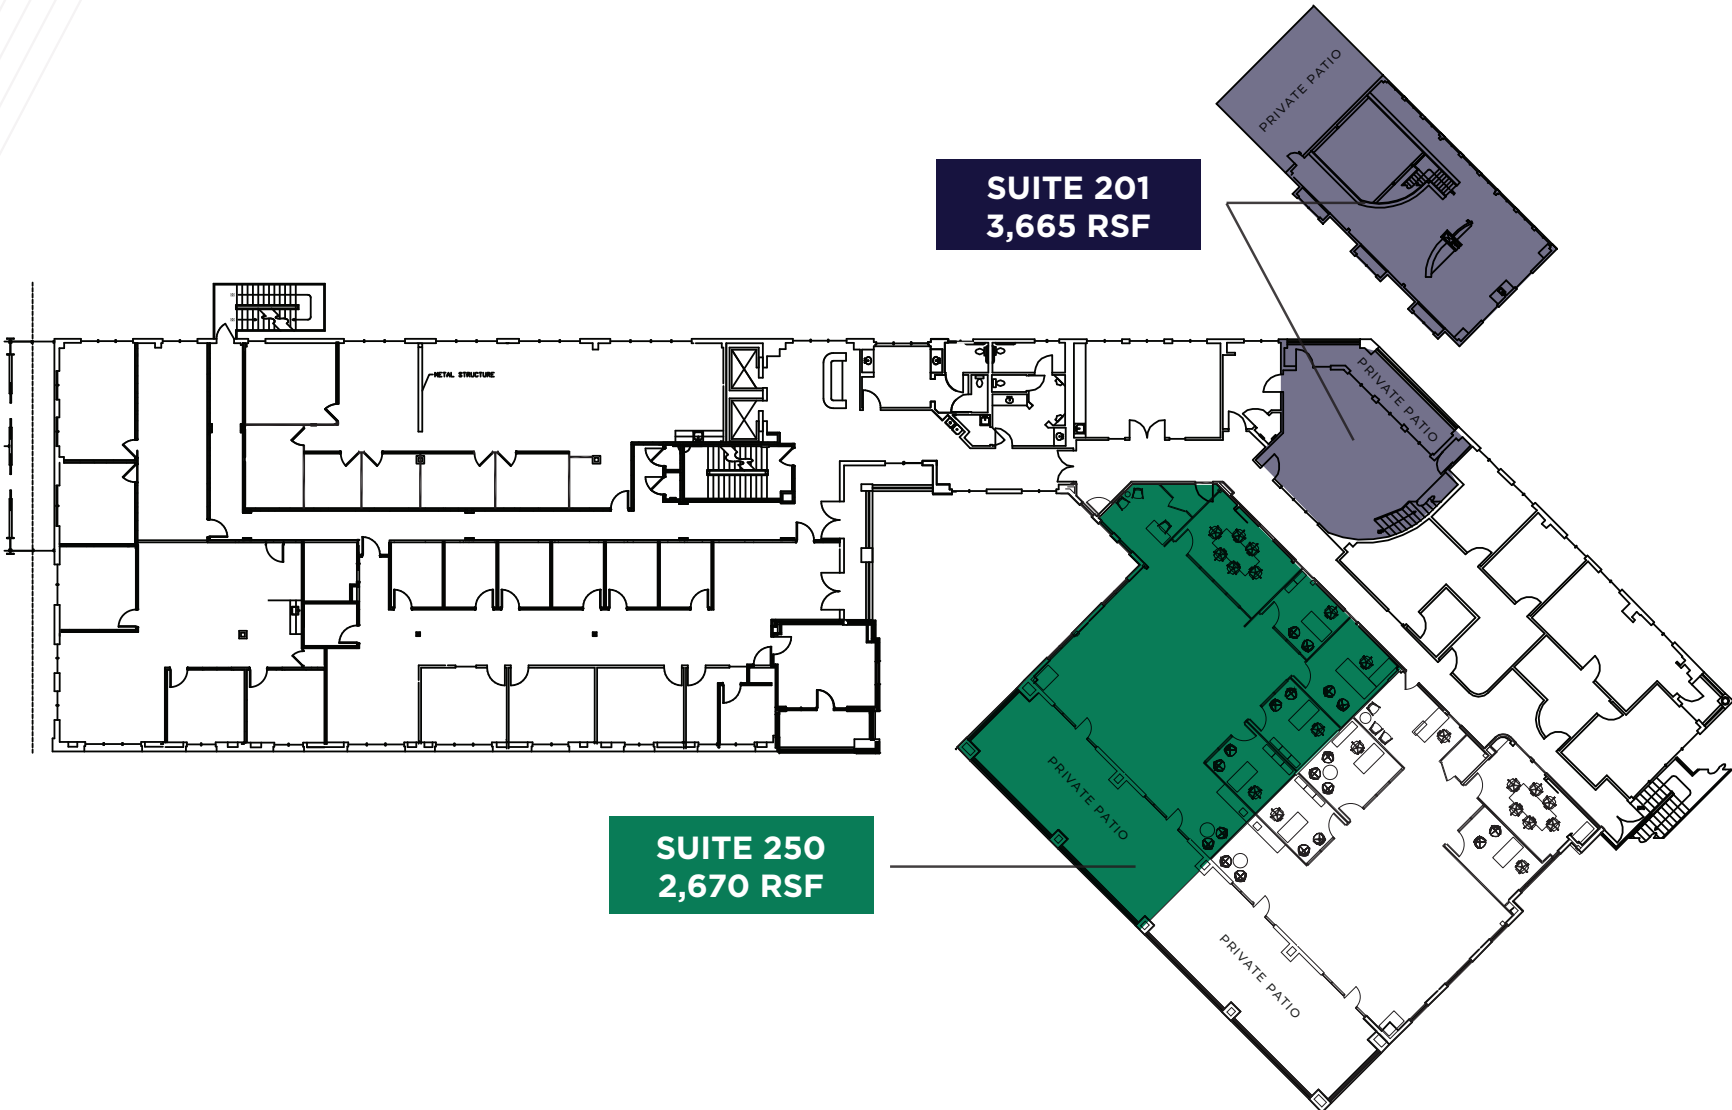 PRIVATE PATIO
SUITE 201
3,665 RSF
METAL STRUCTURE
PRIVATE PATIO
PRIVATE PATIO
SUITE 250
2,670 RSF
PRIVATE PATIO